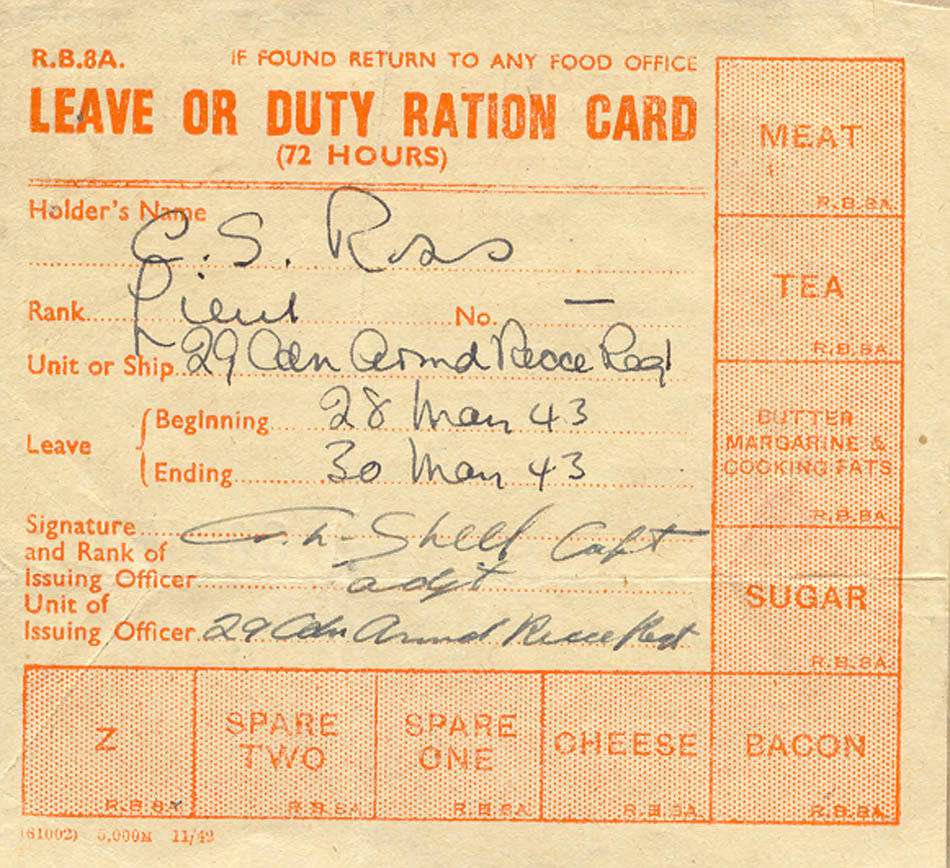 R.B.8A. IF FOUND RETURN TO ANY FOOD OFFICE
LEAVE OR DUTY RATION CARD
(72 HOURS)
Holder's Name
C. S. Ross
Rank Lieut No. —
Unit or Ship 29 Cdn Armd Recce Regt
Leave
Beginning 28 Mar 43
Ending 30 Mar 43
Signature
and Rank of
Issuing Officer
Capt
adjt
Unit of
Issuing Officer 29 Cdn Armd Recce Regt
MEAT
R.B.8A.
TEA
R.B.8A.
BUTTER
MARGARINE &
COOKING FATS
R.B.8A.
SUGAR
R.B.8A.
Z
R.B.8A.
SPARE
TWO
R.B.8A.
SPARE
ONE
R.B.8A.
CHEESE
R.B.8A.
BACON
R.B.8A.
(61002) 5,000M 11/42